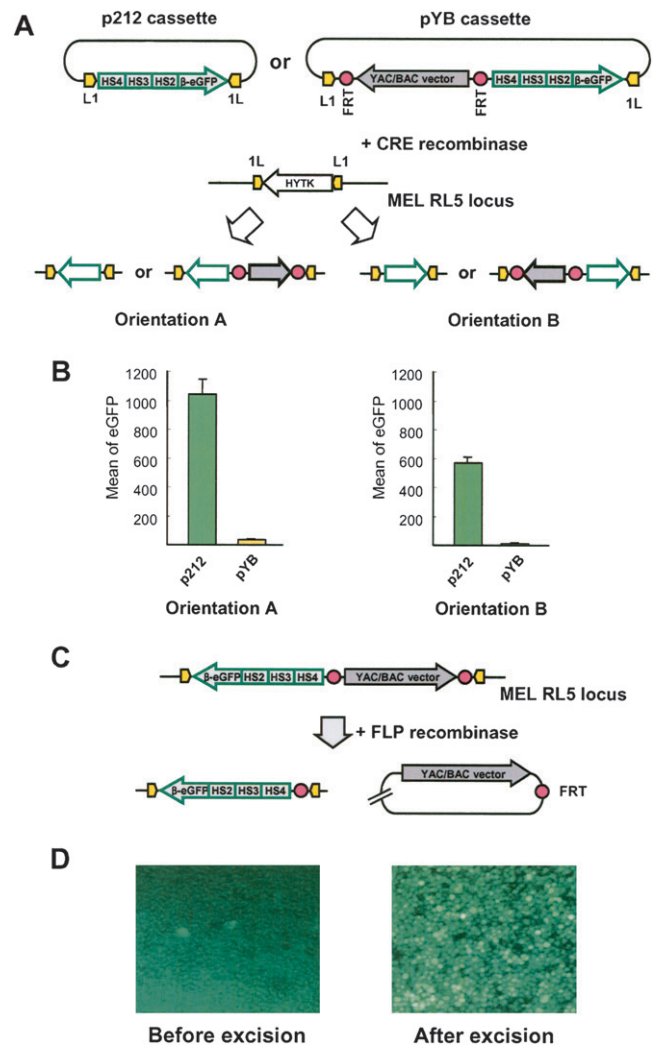 A
p212 cassette
pYB cassette
HS4 HS3 HS2 β-eGFP
L1
1L
or
YAC/BAC vector
HS4 HS3 HS2 β-eGFP
L1
FRT
FRT
1L
+ CRE recombinase
1L
L1
HYTK
MEL RL5 locus
or
or
Orientation A
Orientation B
B
1200
1000
800
600
400
200
Mean of eGFP
p212
pYB
Orientation A
1200
1000
800
600
400
200
Mean of eGFP
p212
pYB
Orientation B
C
β-eGFP HS2 HS3 HS4
YAC/BAC vector
MEL RL5 locus
+ FLP recombinase
β-eGFP HS2 HS3 HS4
YAC/BAC vector
FRT
D
Before excision
After excision